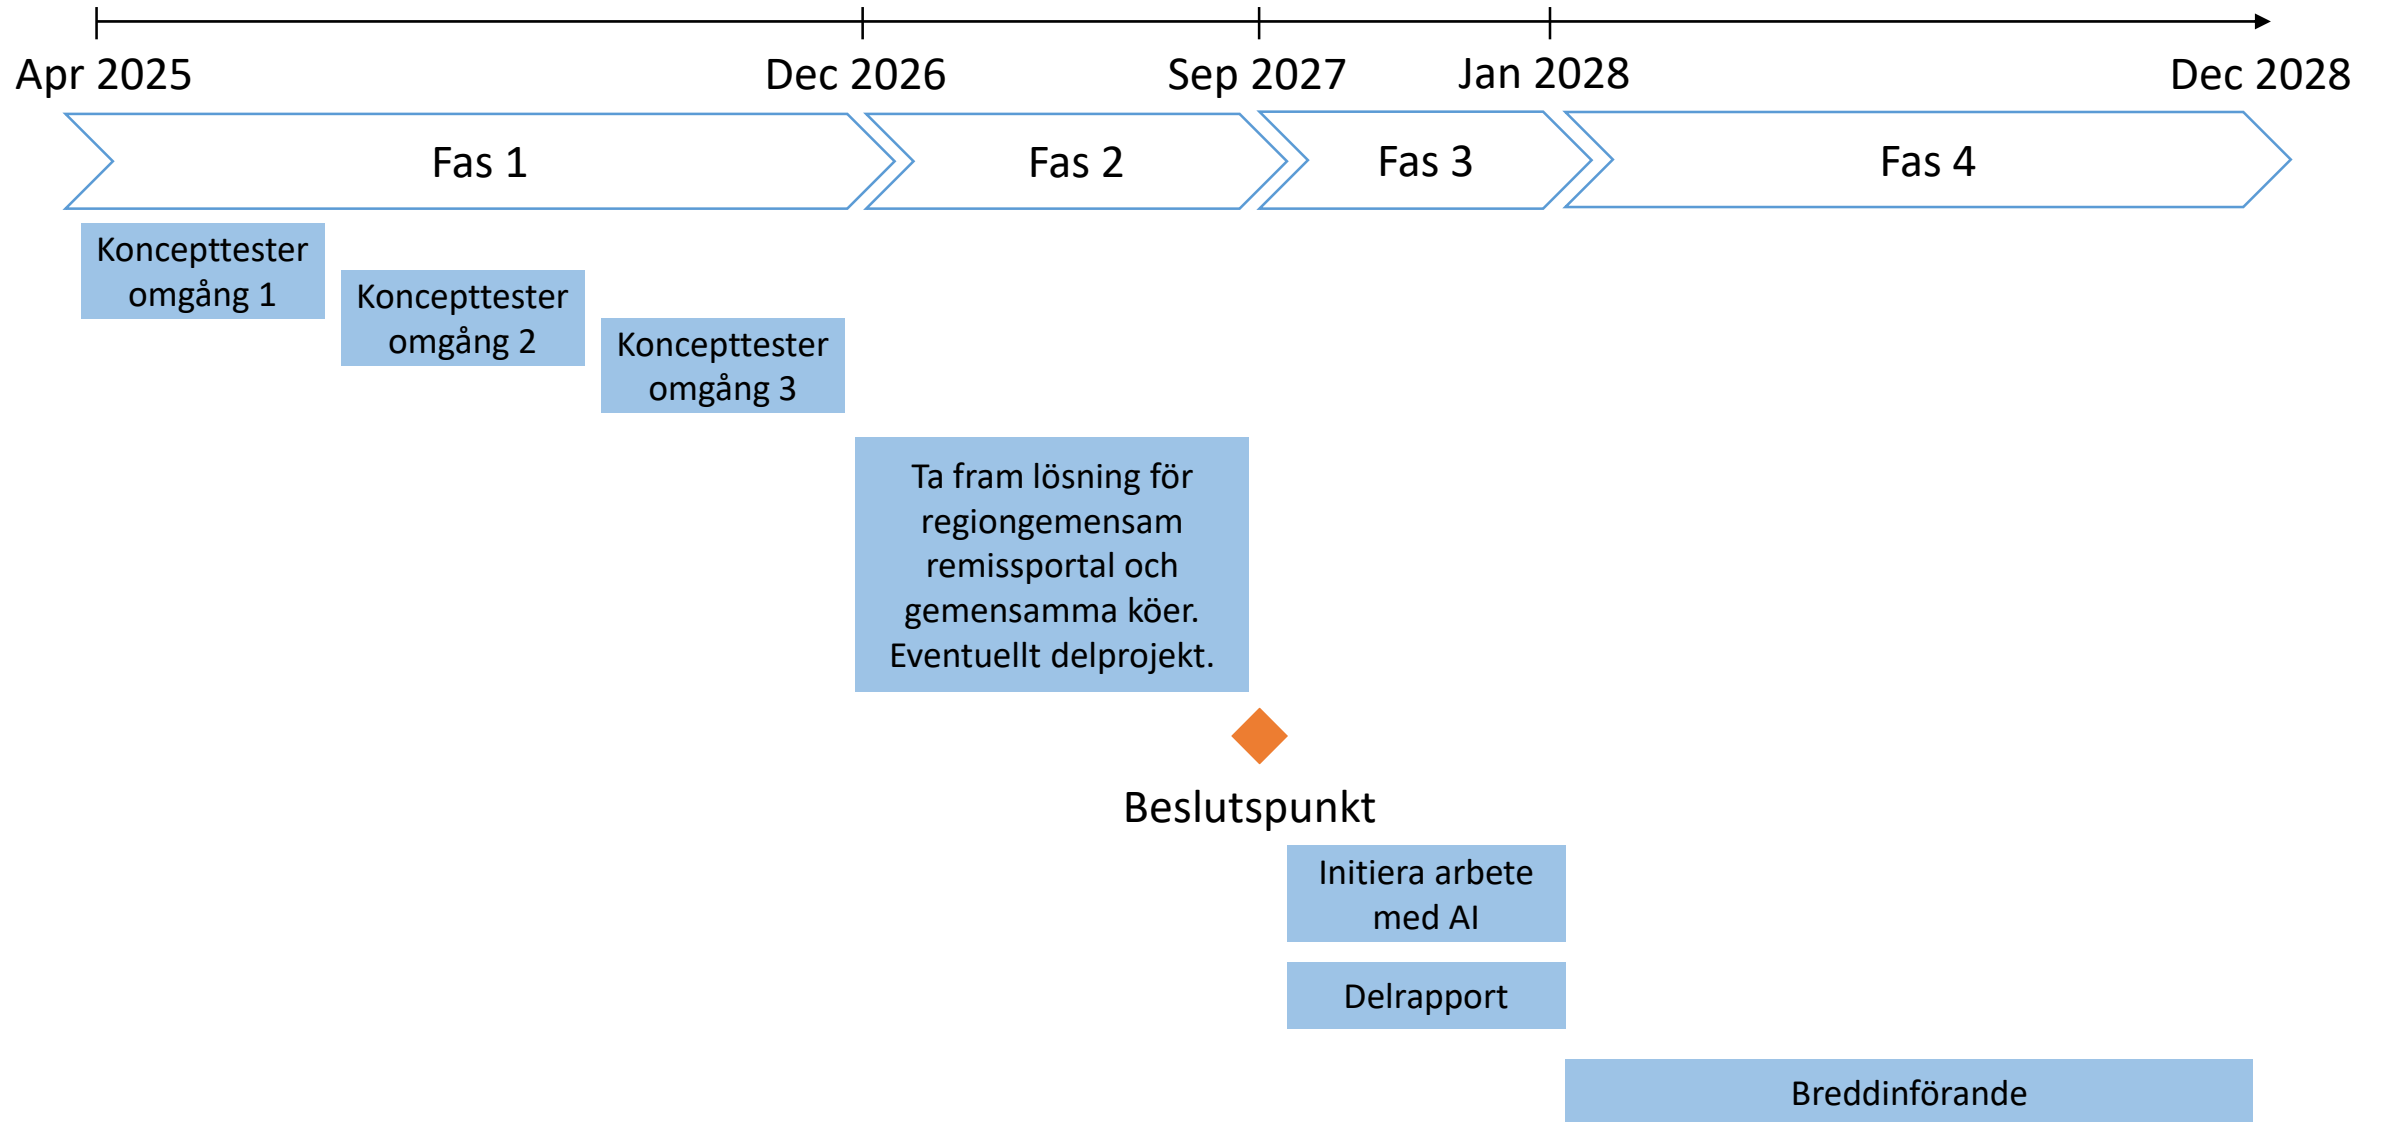 Apr 2025
Dec 2026
Sep 2027
Jan 2028
Dec 2028
Fas 1
Fas 2
Fas 3
Fas 4
Koncepttester
omgång 1
Koncepttester
omgång 2
Koncepttester
omgång 3
Ta fram lösning för
regiongemensam
remissportal och
gemensamma köer.
Eventuellt delprojekt.
Beslutspunkt
Initiera arbete
med AI
Delrapport
Breddinförande